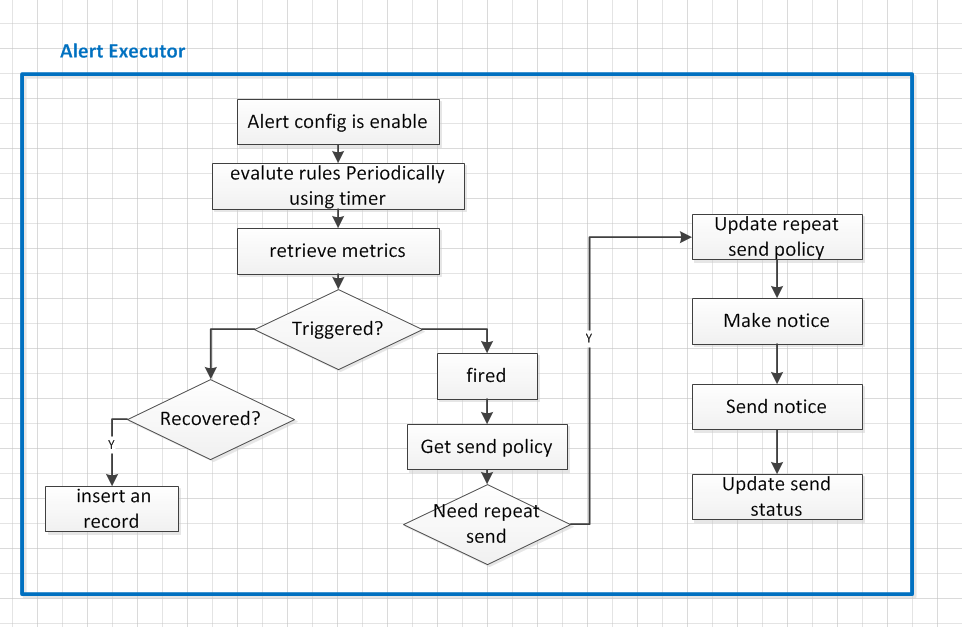 Alert Executor
Alert config is enable
evalute rules Periodically
using timer
retrieve metrics
Triggered?
Recovered?
Y
insert an
record
fired
Get send policy
Need repeat
send
Y
Update repeat
send policy
Make notice
Send notice
Update send
status